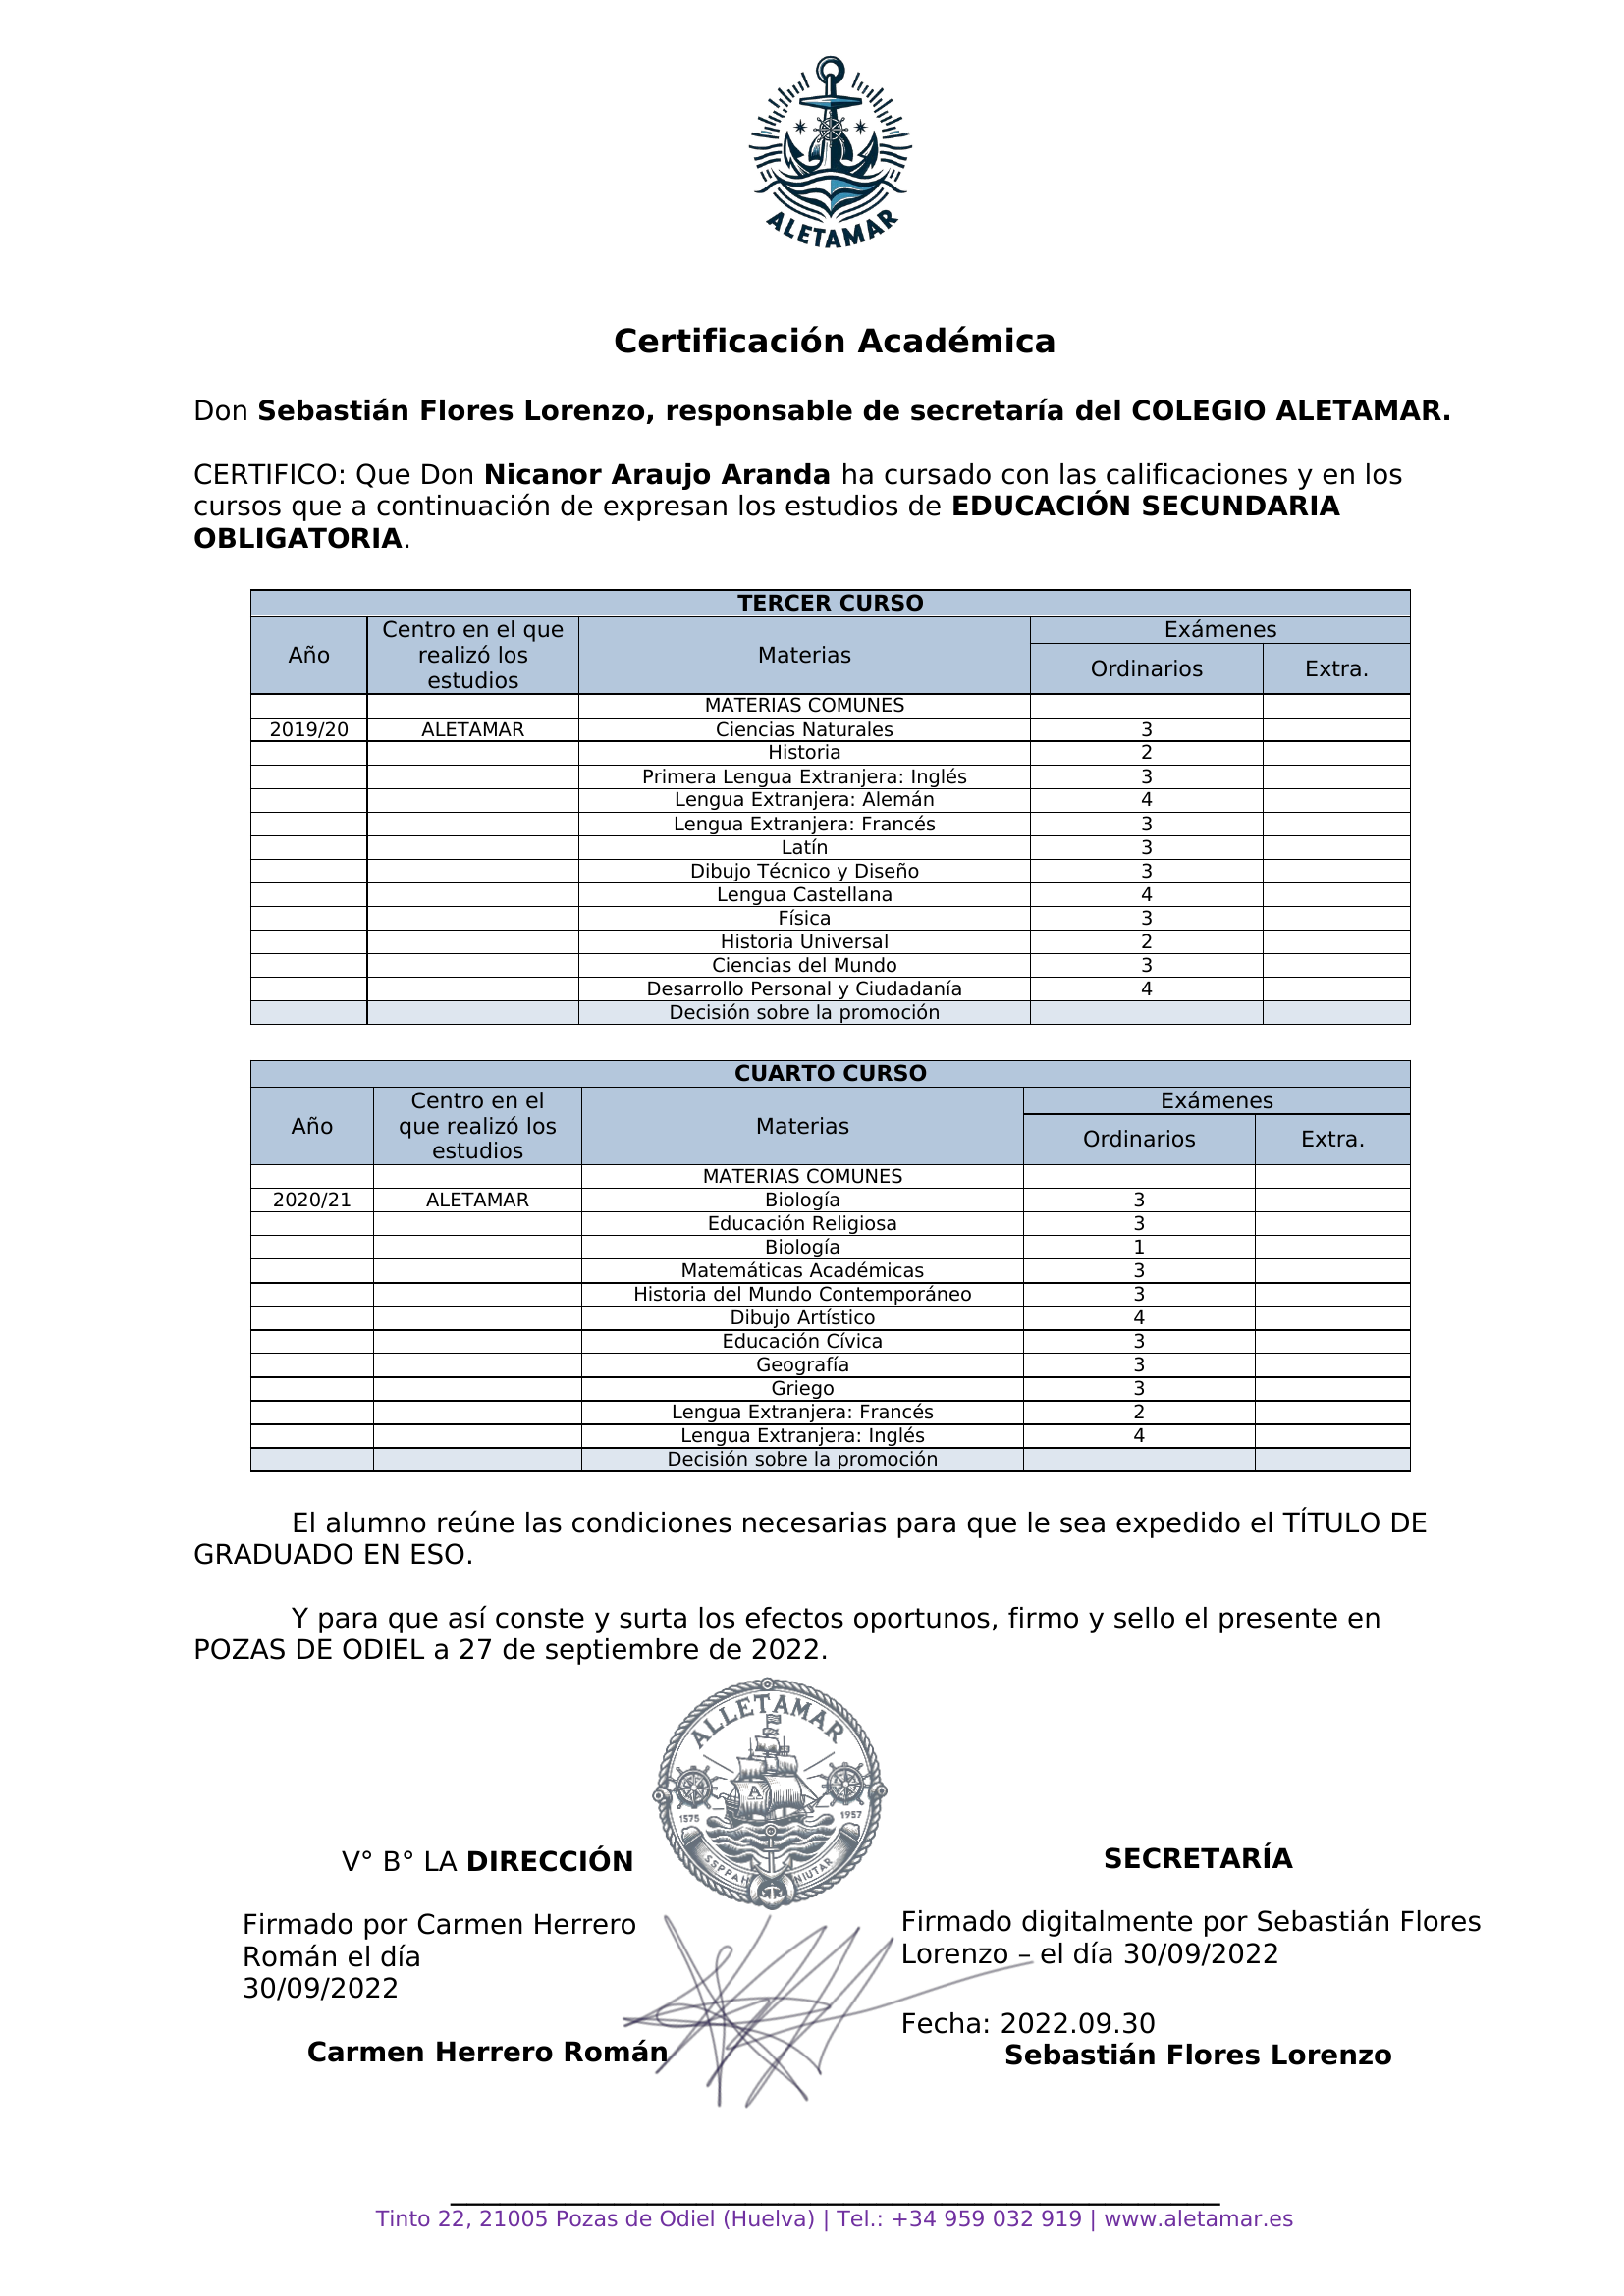 ALETAMAR
Certificación Académica
Don Sebastián Flores Lorenzo, responsable de secretaría del COLEGIO ALETAMAR.
CERTIFICO: Que Don Nicanor Araujo Aranda ha cursado con las calificaciones y en los
cursos que a continuación de expresan los estudios de EDUCACIÓN SECUNDARIA
OBLIGATORIA.
TERCER CURSO
Año Centro en el que realizó los estudios Materias Exámenes
Ordinarios Extra.
MATERIAS COMUNES
2019/20 ALETAMAR Ciencias Naturales 3
Historia 2
Primera Lengua Extranjera: Inglés 3
Lengua Extranjera: Alemán 4
Lengua Extranjera: Francés 3
Latín 3
Dibujo Técnico y Diseño 3
Lengua Castellana 4
Física 3
Historia Universal 2
Ciencias del Mundo 3
Desarrollo Personal y Ciudadanía 4
Decisión sobre la promoción
CUARTO CURSO
Año Centro en el que realizó los estudios Materias Exámenes
Ordinarios Extra.
MATERIAS COMUNES
2020/21 ALETAMAR Biología 3
Educación Religiosa 3
Biología 1
Matemáticas Académicas 3
Historia del Mundo Contemporáneo 3
Dibujo Artístico 4
Educación Cívica 3
Geografía 3
Griego 3
Lengua Extranjera: Francés 2
Lengua Extranjera: Inglés 4
Decisión sobre la promoción
El alumno reúne las condiciones necesarias para que le sea expedido el TÍTULO DE
GRADUADO EN ESO.
Y para que así conste y surta los efectos oportunos, firmo y sello el presente en
POZAS DE ODIEL a 27 de septiembre de 2022.
ALLETAMAR
A
1575 1957
V° B° LA DIRECCIÓN
SECRETARÍA
Firmado por Carmen Herrero
Román el día
30/09/2022
Carmen Herrero Román
Firmado digitalmente por Sebastián Flores
Lorenzo – el día 30/09/2022
Fecha: 2022.09.30
Sebastián Flores Lorenzo
Tinto 22, 21005 Pozas de Odiel (Huelva) | Tel.: +34 959 032 919 | www.aletamar.es